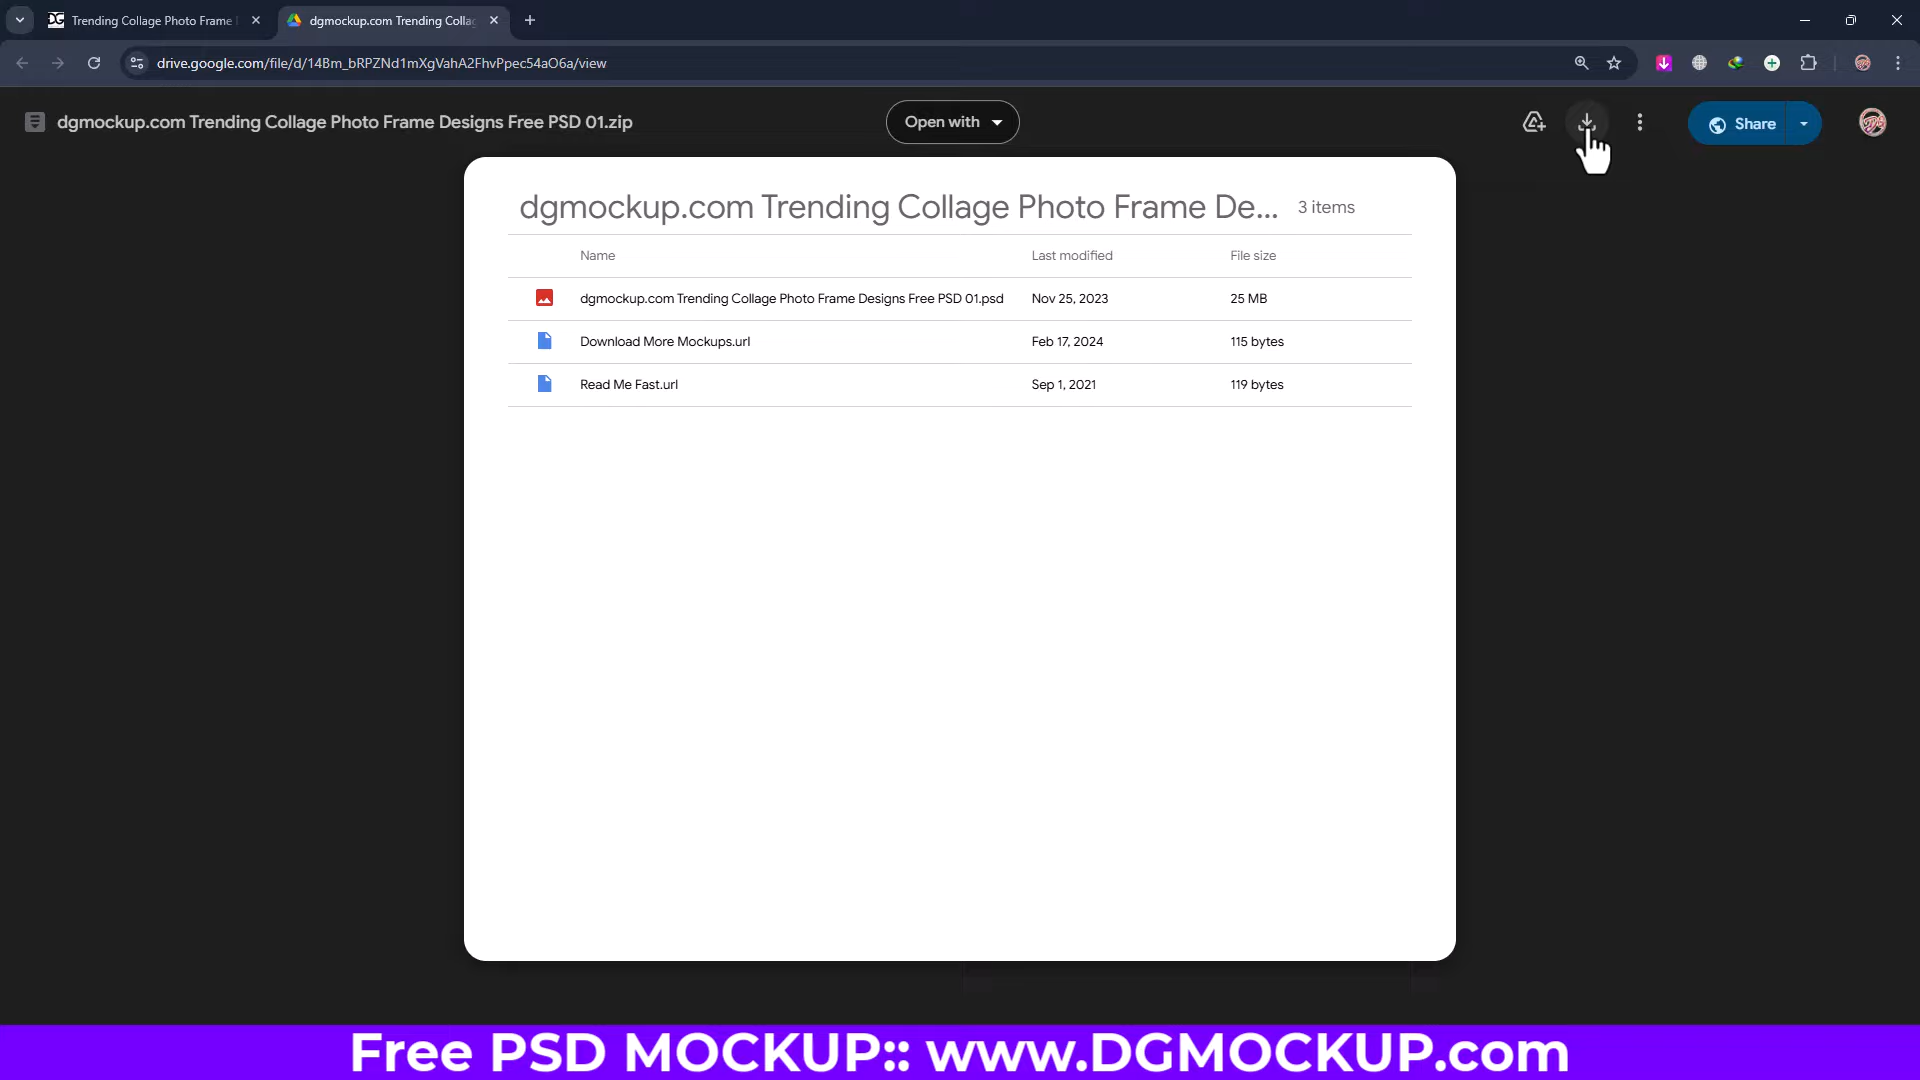 Trending Collage Photo Frame
dgmockup.com Trending Colla
drive.google.com/file/d/14Bm_bRPZNd1mXgVahA2FhvPpec54aO6a/view
dgmockup.com Trending Collage Photo Frame Designs Free PSD 01.zip
Open with
Share
dgmockup.com Trending Collage Photo Frame De... 3 items
Name Last modified File size
dgmockup.com Trending Collage Photo Frame Designs Free PSD 01.psd Nov 25, 2023 25 MB
Download More Mockups.url Feb 17, 2024 115 bytes
Read Me Fast.url Sep 1, 2021 119 bytes
Free PSD MOCKUP:: www.DGMOCKUP.com